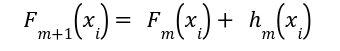 F_{m+1}(x_i) = F_m(x_i) + h_m(x_i)